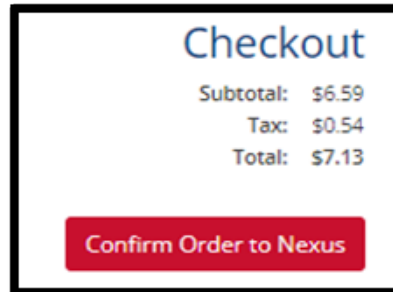 Checkout
Subtotal: $6.59
Tax: $0.54
Total: $7.13
Confirm Order to Nexus